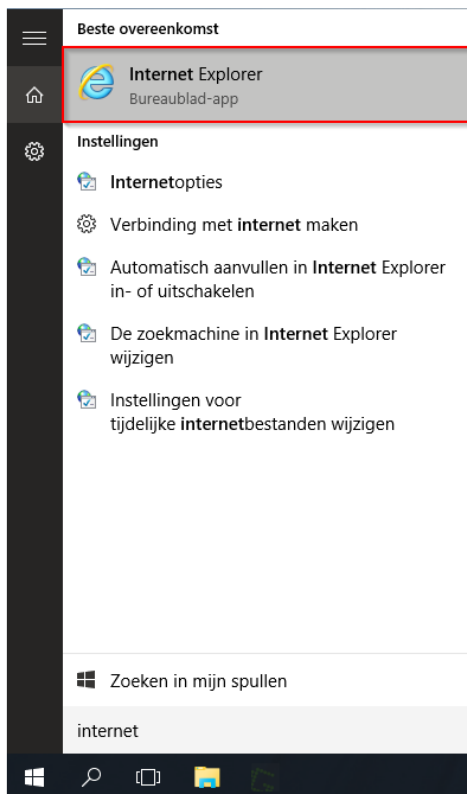 Beste overeenkomst
Internet Explorer
Bureaublad-app
Instellingen
Internetopties
Verbinding met internet maken
Automatisch aanvullen in Internet Explorer
in- of uitschakelen
De zoekmachine in Internet Explorer
wijzigen
Instellingen voor
tijdelijke internetbestanden wijzigen
Zoeken in mijn spullen
internet